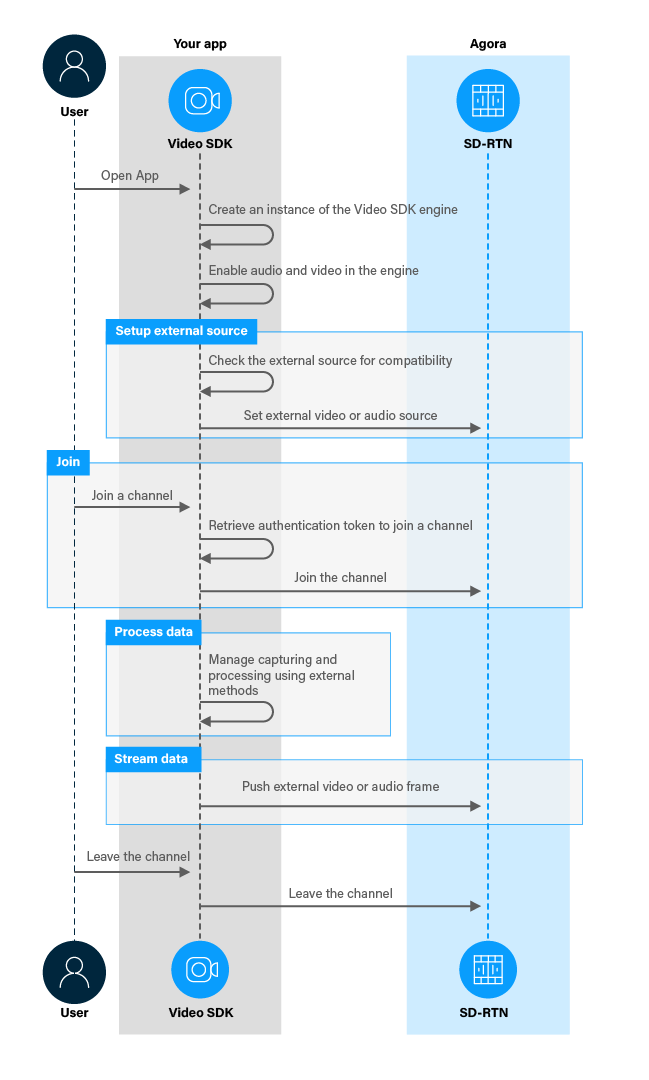 Your app
Agora
User
Video SDK
SD-RTN
Open App
Create an instance of the Video SDK engine
Enable audio and video in the engine
Setup external source
Check the external source for compatibility
Set external video or audio source
Join
Join a channel
Retrieve authentication token to join a channel
Join the channel
Process data
Manage capturing and
processing using external
methods
Stream data
Push external video or audio frame
Leave the channel
Leave the channel
User
Video SDK
SD-RTN